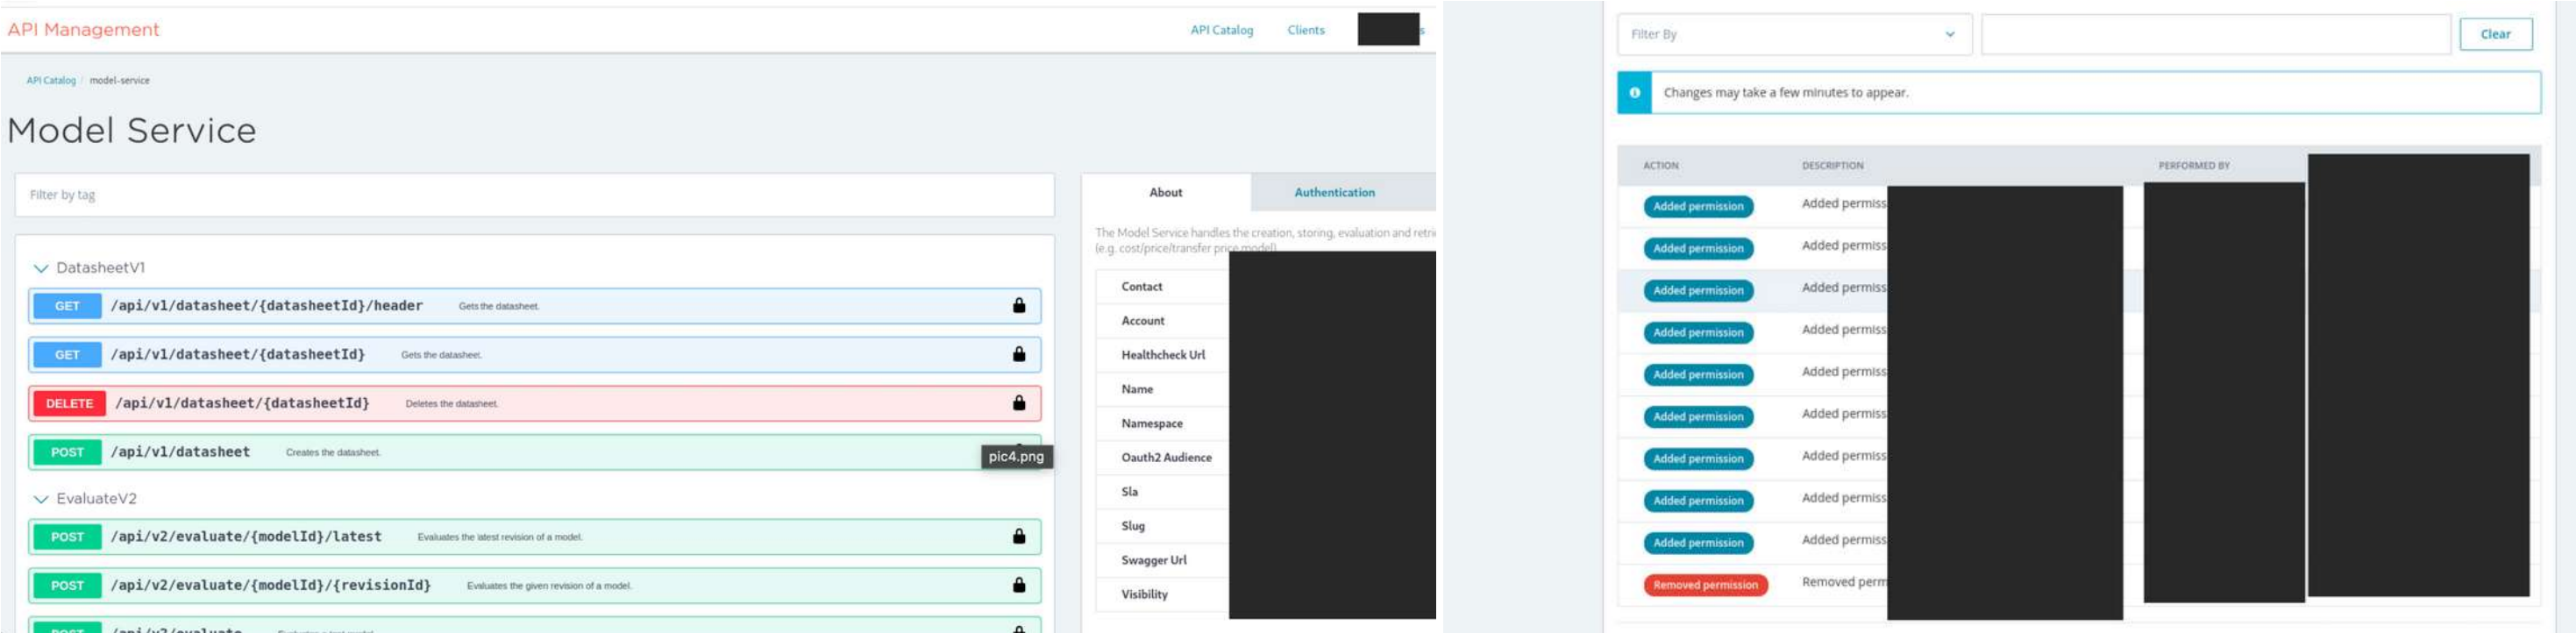 API Management
API Catalog Clients
API Catalog / model-service
Model Service
Filter by tag
DatasheetV1
GET /api/v1/datasheet/{datasheetId}/header Gets the datasheet.
GET /api/v1/datasheet/{datasheetId} Gets the datasheet.
DELETE /api/v1/datasheet/{datasheetId} Deletes the datasheet.
POST /api/v1/datasheet Creates the datasheet.
pic4.png
EvaluateV2
POST /api/v2/evaluate/{modelId}/latest Evaluates the latest revision of a model.
POST /api/v2/evaluate/{modelId}/{revisionId} Evaluates the given revision of a model.
About Authentication
The Model Service handles the creation, storing, evaluation and retri
(e.g. cost/price/transfer price model)
Contact
Account
Healthcheck Url
Name
Namespace
Oauth2 Audience
Sla
Slug
Swagger Url
Visibility
Filter By
Clear
Changes may take a few minutes to appear.
ACTION DESCRIPTION PERFORMED BY
Added permission Added permiss
Added permission Added permiss
Added permission Added permiss
Added permission Added permiss
Added permission Added permiss
Added permission Added permiss
Added permission Added permiss
Added permission Added permiss
Added permission Added permiss
Removed permission Removed perm